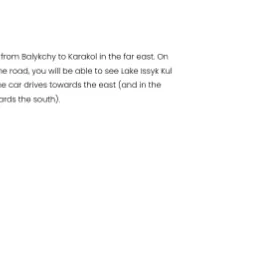 from Balykchy to Karakol in the far east. On
e road, you will be able to see Lake Issyk Kul
e car drives towards the east (and in the
ards the south).